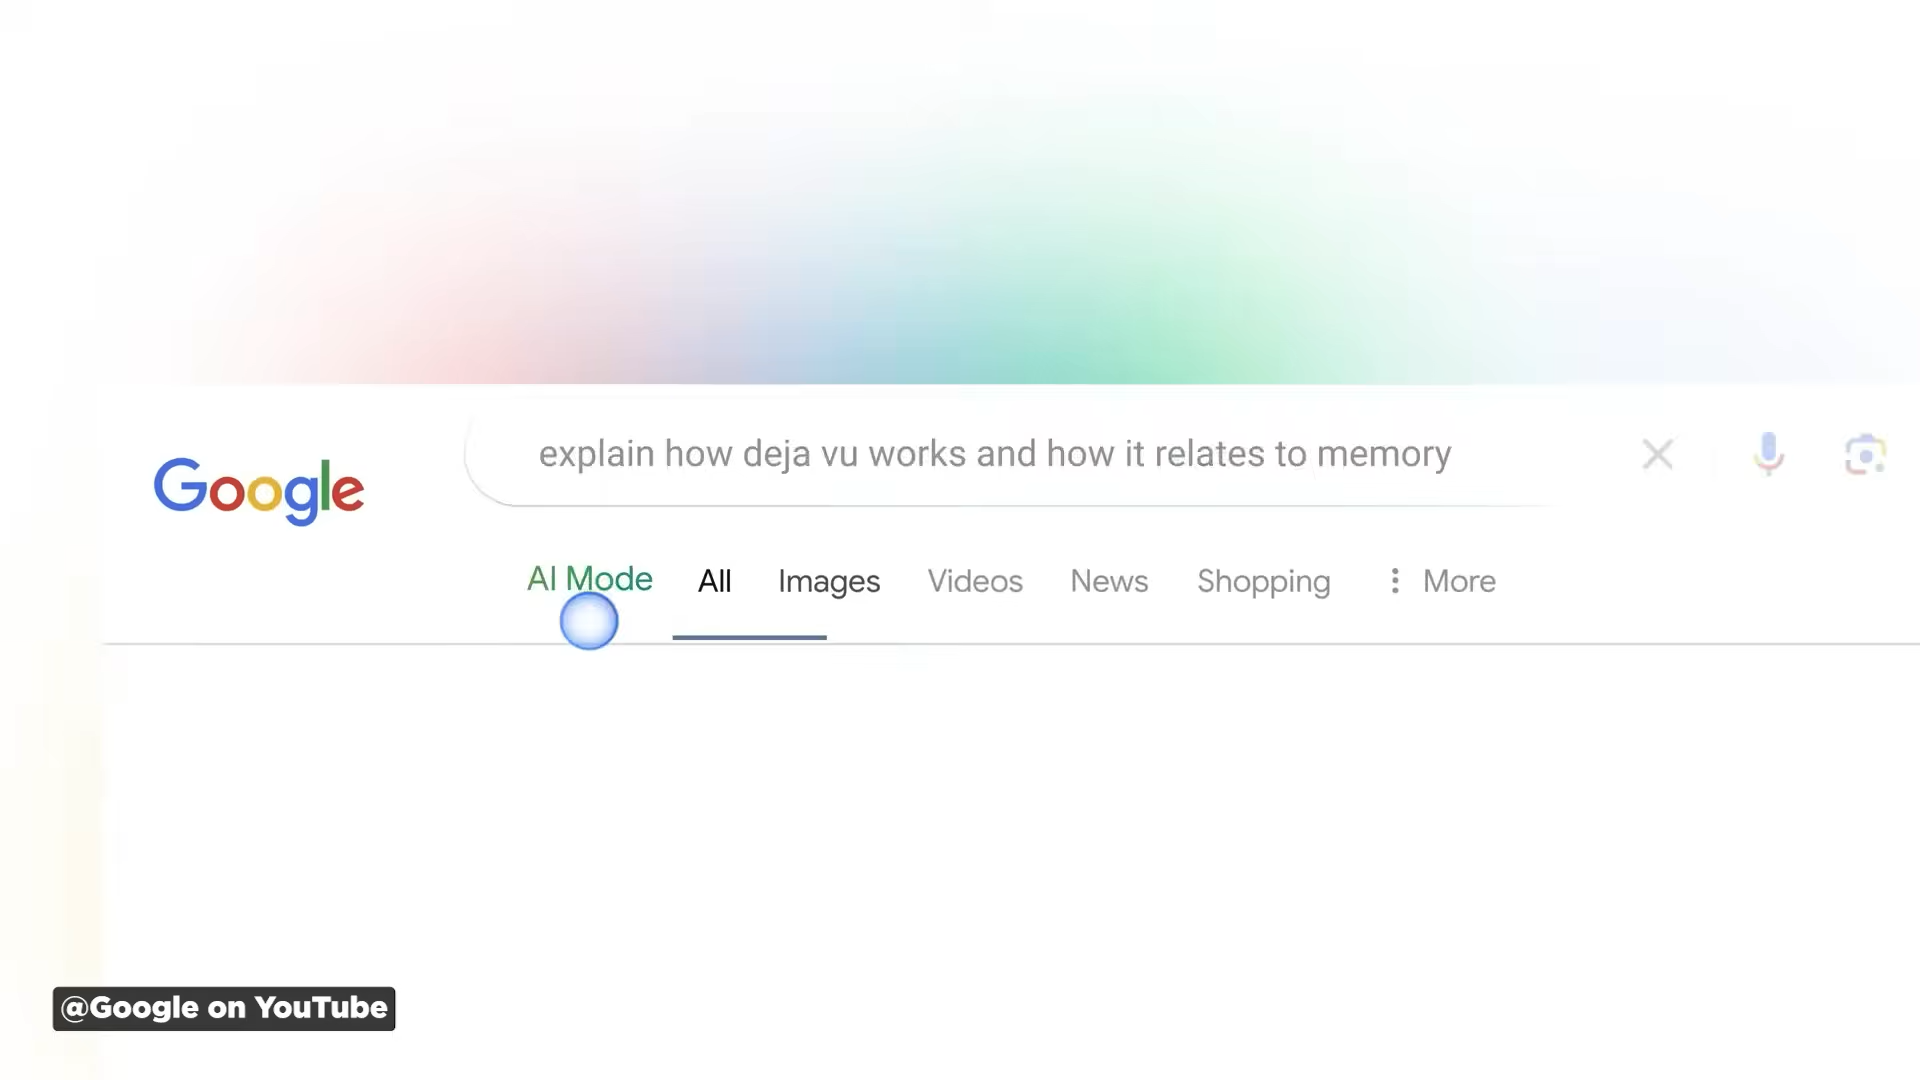 Google
explain how deja vu works and how it relates to memory
AI Mode All Images Videos News Shopping More
@Google on YouTube